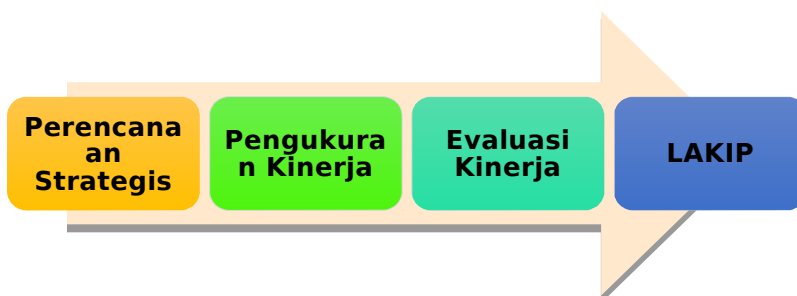 Perencana
an
Strategis
Pengukura
n Kinerja
Evaluasi
Kinerja
LAKIP